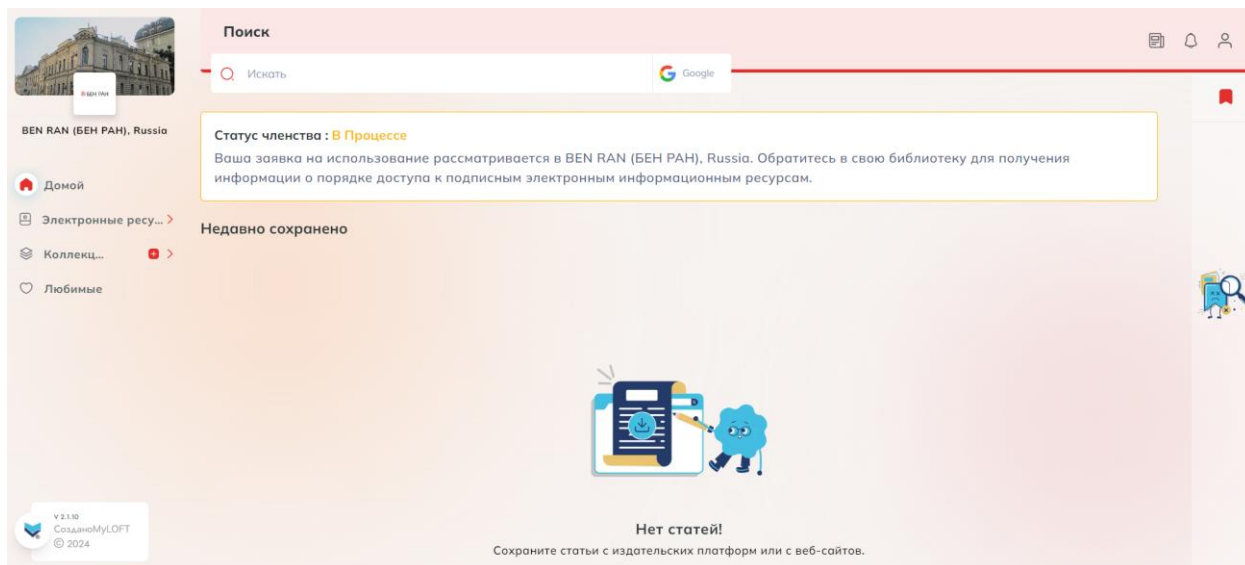 Поиск
Искать
Google
БЕН РАН
BEN RAN (БЕН РАН), Russia
Статус членства : В Процессе
Ваша заявка на использование рассматривается в BEN RAN (БЕН РАН), Russia. Обратитесь в свою библиотеку для получения
информации о порядке доступа к подписным электронным информационным ресурсам.
Домой
Электронные ресу...
Коллекц...
Любимые
Недавно сохранено
Нет статей!
Сохраните статьи с издательских платформ или с веб-сайтов.
V 2.1.10
СозданоMyLOFT
© 2024